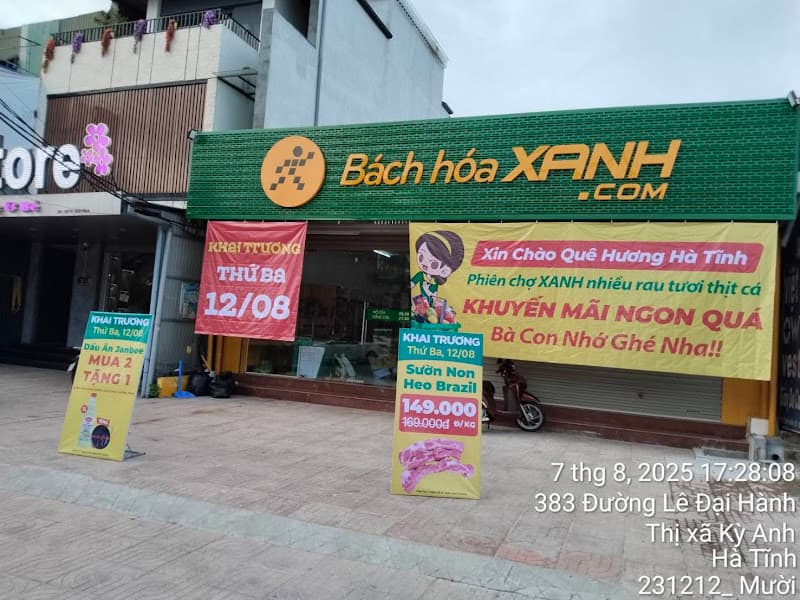 Bách hóa XANH
.COM
tore
KHAI TRƯƠNG
THỨ BA
12/08
Xin Chào Quê Hương Hà Tĩnh
Phiên chợ XANH nhiều rau tươi thịt cá
KHUYẾN MÃI NGON QUÁ
Bà Con Nhớ Ghé Nha!!
KHAI TRƯƠNG
Thứ Ba, 12/08
Dầu Ăn Janbee
MUA 2
TẶNG 1
KHAI TRƯƠNG
Thứ Ba, 12/08
Sườn Non
Heo Brazil
149.000
169.000đ Đ/KG
7 thg 8, 2025 17:28:08
383 Đường Lê Đại Hành
Thị xã Kỳ Anh
Hà Tĩnh
231212_ Mười